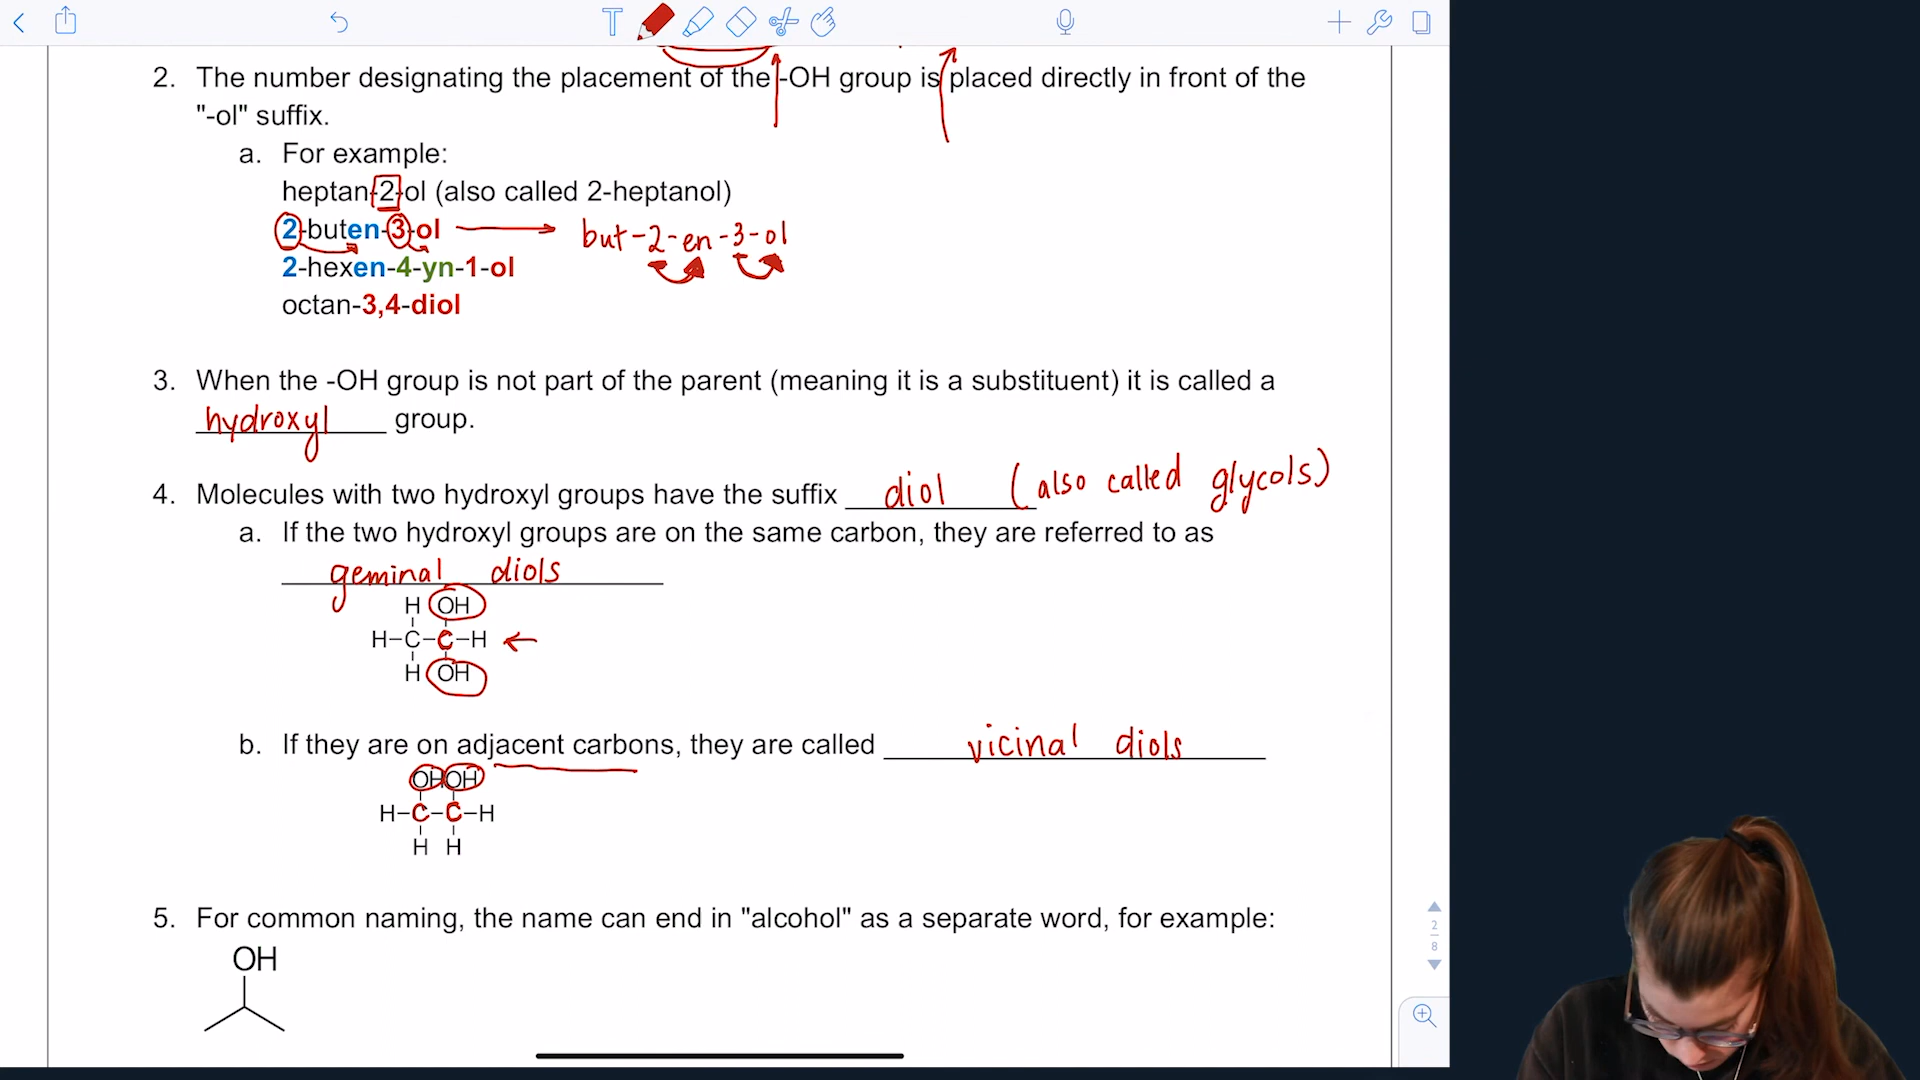 2. The number designating the placement of the -OH group is placed directly in front of the
"-ol" suffix.
a. For example:
heptan-2-ol (also called 2-heptanol)
2-buten-3-ol → but-2-en-3-ol
2-hexen-4-yn-1-ol
octan-3,4-diol
3. When the -OH group is not part of the parent (meaning it is a substituent) it is called a
hydroxyl group.
4. Molecules with two hydroxyl groups have the suffix diol (also called glycols)
a. If the two hydroxyl groups are on the same carbon, they are referred to as
geminal diols
H OH
H-C-C-H ←
H OH
b. If they are on adjacent carbons, they are called vicinal diols
OH OH
H-C-C-H
H H
5. For common naming, the name can end in "alcohol" as a separate word, for example:
OH
2
8